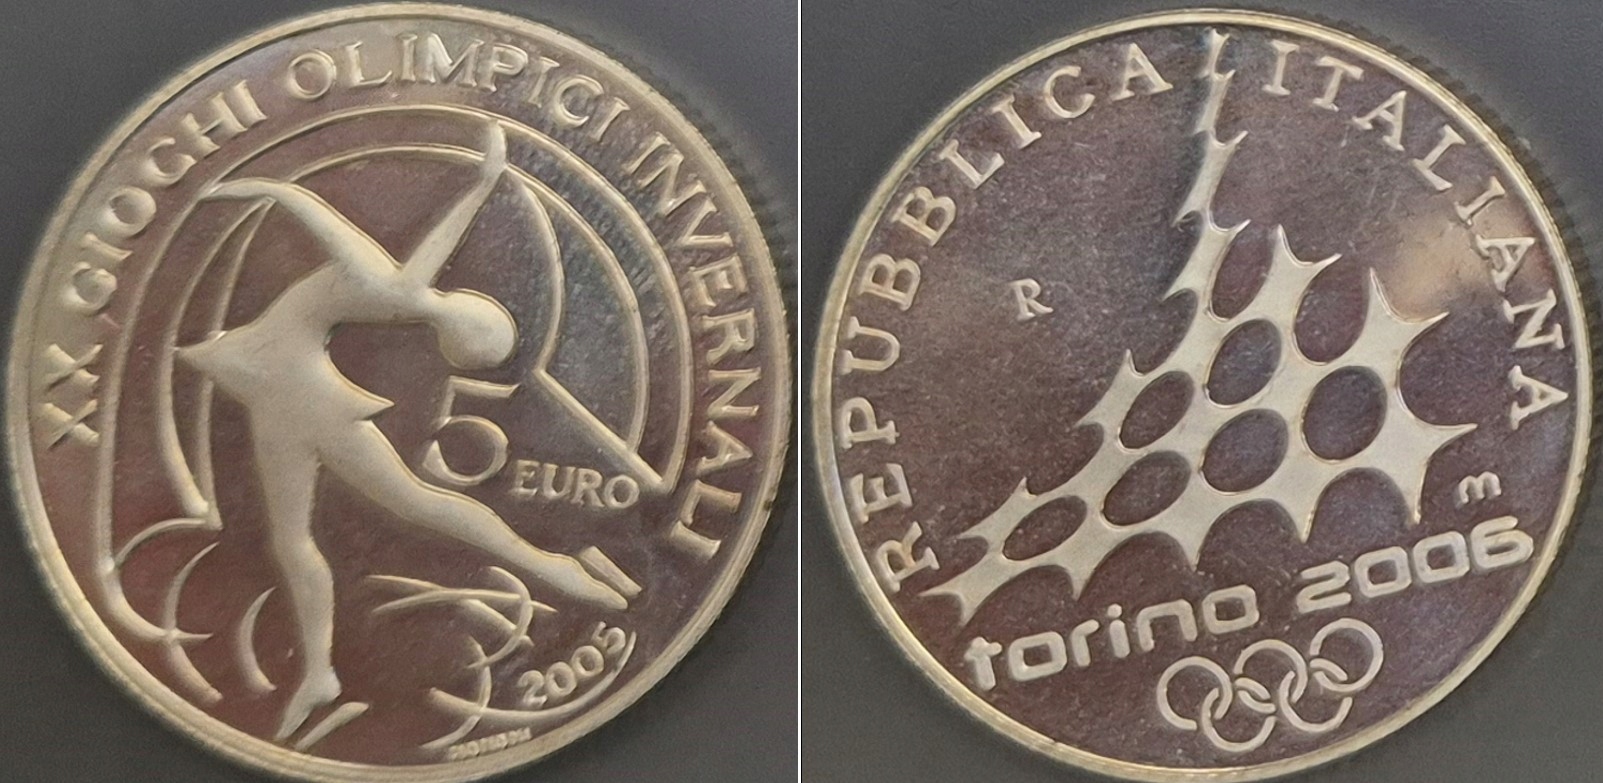 XX GIOCHI OLIMPICI INVERNALI
5
EURO
2005
REPUBBLICA ITALIANA
R
m
torino 2006